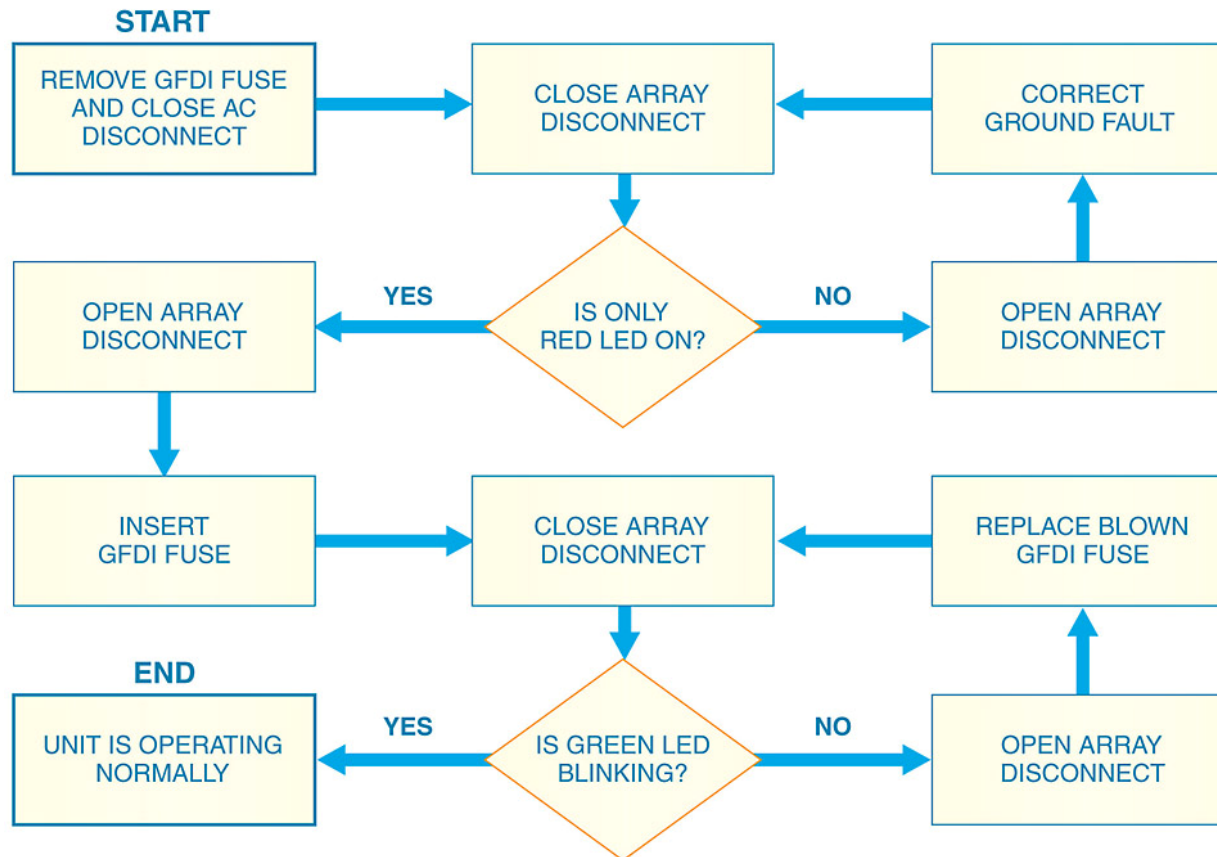 START
REMOVE GFDI FUSE
AND CLOSE AC
DISCONNECT
CLOSE ARRAY
DISCONNECT
CORRECT
GROUND FAULT
OPEN ARRAY
DISCONNECT
YES
IS ONLY
RED LED ON?
NO
OPEN ARRAY
DISCONNECT
INSERT
GFDI FUSE
CLOSE ARRAY
DISCONNECT
REPLACE BLOWN
GFDI FUSE
END
UNIT IS OPERATING
NORMALLY
YES
IS GREEN LED
BLINKING?
NO
OPEN ARRAY
DISCONNECT